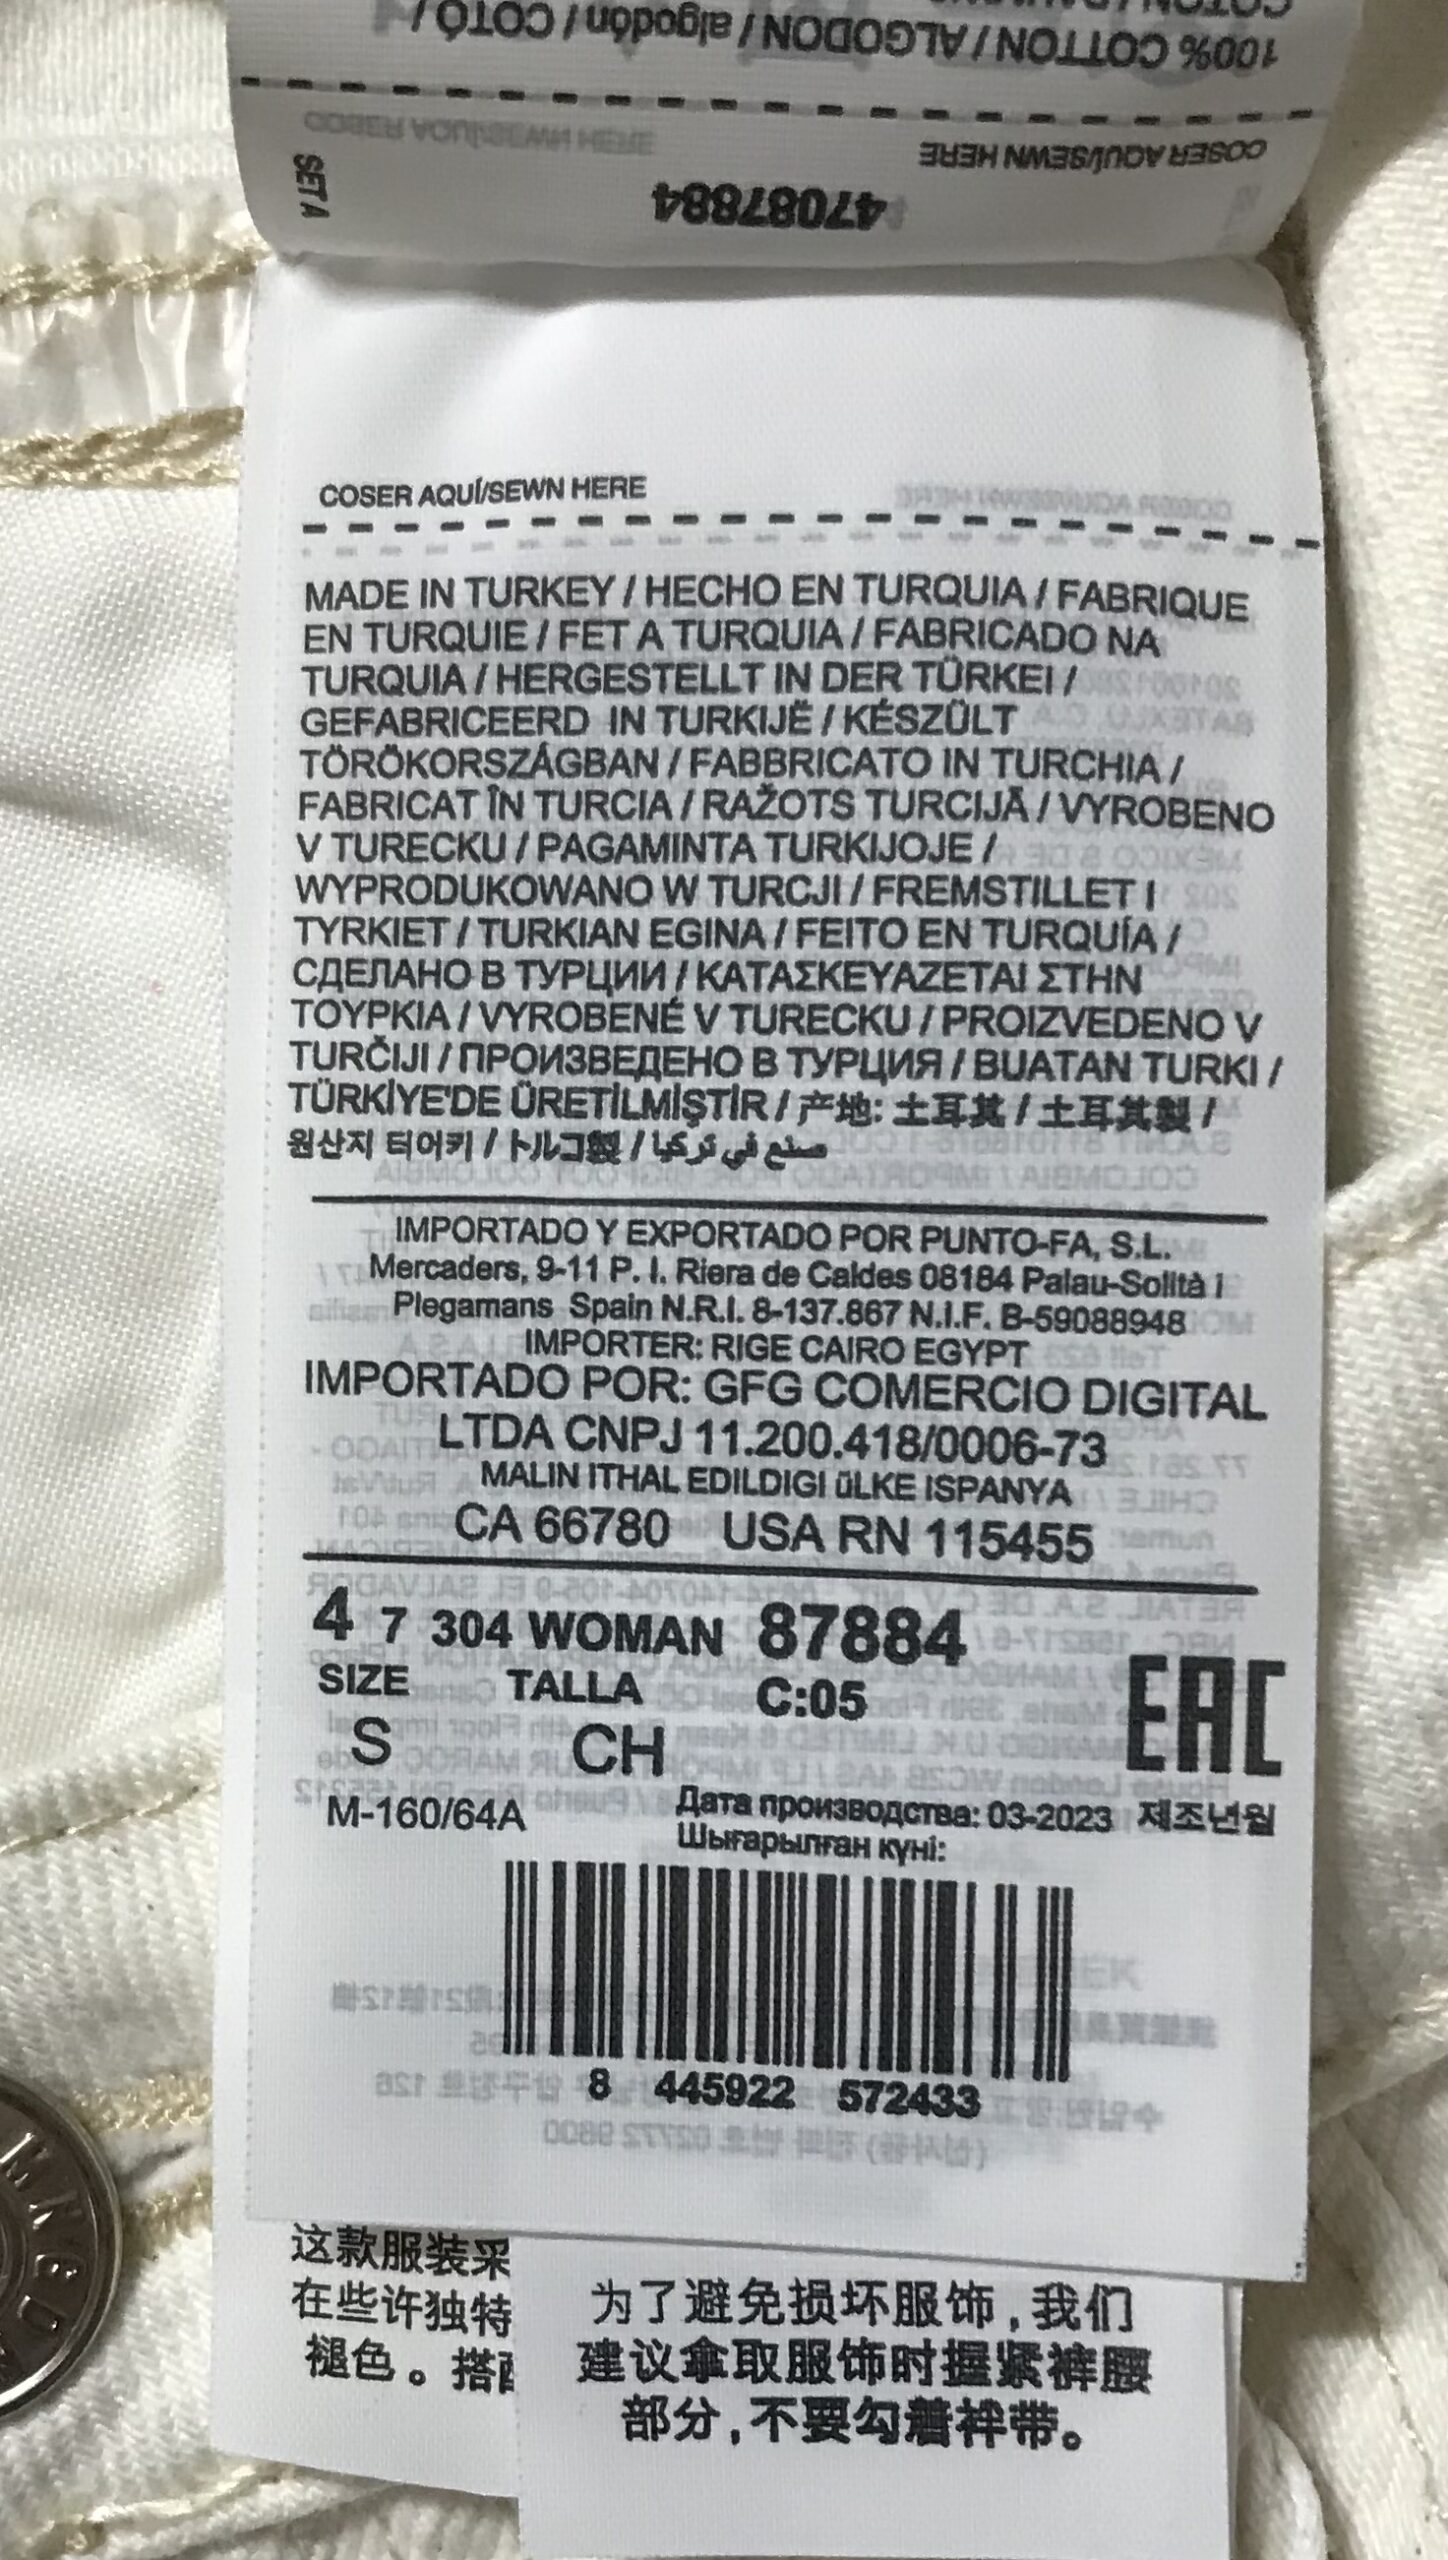 100% COTTON / ALGODON / algodón / COTÓ /
COSER AQUÍ/SEWN HERE
SET A
47087884
COSER AQUÍ/SEWN HERE
MADE IN TURKEY / HECHO EN TURQUIA / FABRIQUE
EN TURQUIE / FET A TURQUIA / FABRICADO NA
TURQUIA / HERGESTELLT IN DER TÜRKEI /
GEFABRICEERD IN TURKIJË / KÉSZÜLT
TÖRÖKORSZÁGBAN / FABBRICATO IN TURCHIA /
FABRICAT ÎN TURCIA / RAŽOTS TURCIJĀ / VYROBENO
V TURECKU / PAGAMINTA TURKIJOJE /
WYPRODUKOWANO W TURCJI / FREMSTILLET I
TYRKIET / TURKIAN EGINA / FEITO EN TURQUÍA /
СДЕЛАНО В ТУРЦИИ / ΚΑΤΑΣΚΕΥΑΖΕΤΑΙ ΣΤΗΝ
ΤΟΥΡΚΙΑ / VYROBENÉ V TURECKU / PROIZVEDENO V
TURČIJI / ПРОИЗВЕДЕНО В ТУРЦИЯ / BUATAN TURKI /
TÜRKİYE'DE ÜRETİLMİŞTİR / 产地: 土耳其 / 土耳其製 /
원산지 터어키 / トルコ製 / صنع في تركيا
IMPORTADO Y EXPORTADO POR PUNTO-FA, S.L.
Mercaders, 9-11 P. I. Riera de Caldes 08184 Palau-Solità i
Plegamans Spain N.R.I. 8-137.867 N.I.F. B-59088948
IMPORTER: RIGE CAIRO EGYPT
IMPORTADO POR: GFG COMERCIO DIGITAL
LTDA CNPJ 11.200.418/0006-73
MALIN ITHAL EDILDIGI üLKE ISPANYA
CA 66780 USA RN 115455
4 7 304 WOMAN 87884
SIZE TALLA C:05
S CH EAC
M-160/64A Дата производства: 03-2023 제조년월
Шығарылған күні:
8 445922 572433
这款服装采
在些许独特
褪色。搭
为了避免损坏服饰,我们
建议拿取服饰时握紧裤腰
部分,不要勾着袢带。